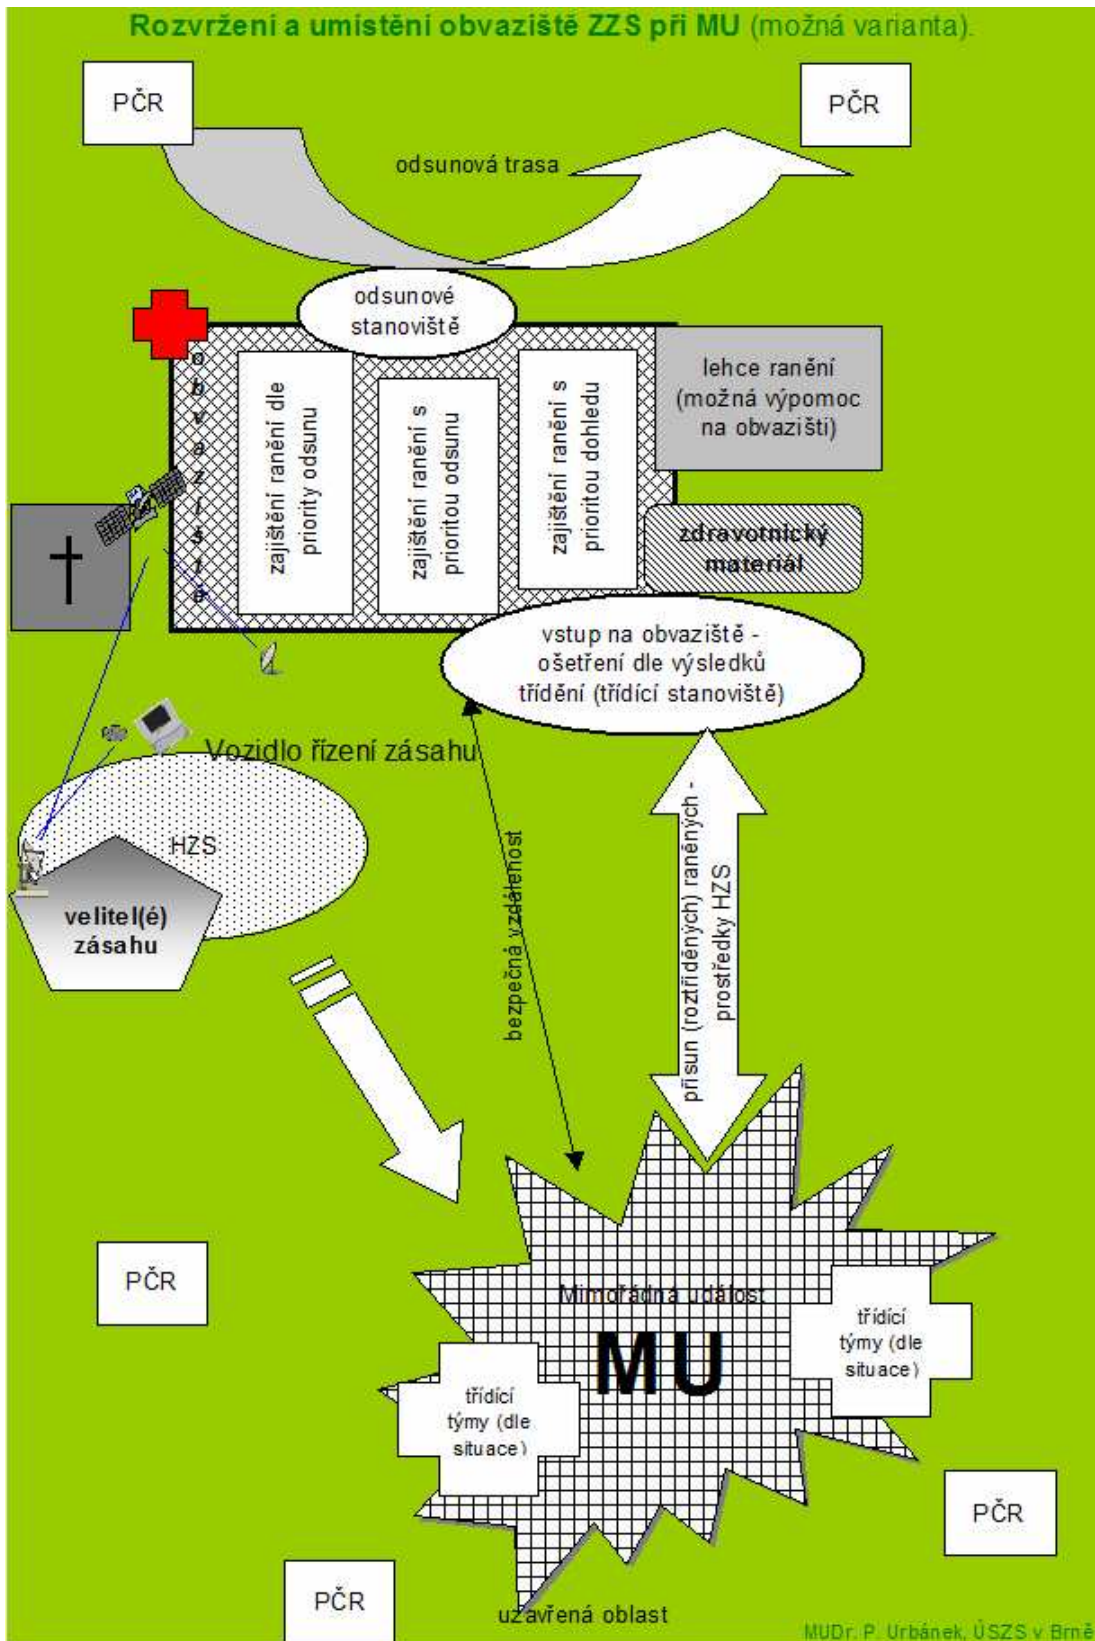 Rozvržení a umístění obvaziště ZZS při MU (možná varianta).
PČR
PČR
odsunová trasa
odsunové
stanoviště
obvaziště
zajištění ranění dle
priority odsunu
zajištění ranění s
prioritou odsunu
zajištění ranění s
prioritou dohledu
lehce ranění
(možná výpomoc
na obvazišti)
zdravotnický
materiál
vstup na obvaziště -
ošetření dle výsledků
třídění (třídící stanoviště)
Vozidlo řízení zásahu
HZS
velitel(é)
zásahu
bezpečná vzdálenost
přísun (roztříděných) raněných -
prostředky HZS
PČR
Mimořádná událost
MU
třídící
týmy (dle
situace)
třídící
týmy (dle
situace)
PČR
PČR
uzavřená oblast
MUDr. P. Urbánek, ÚSZS v Brně